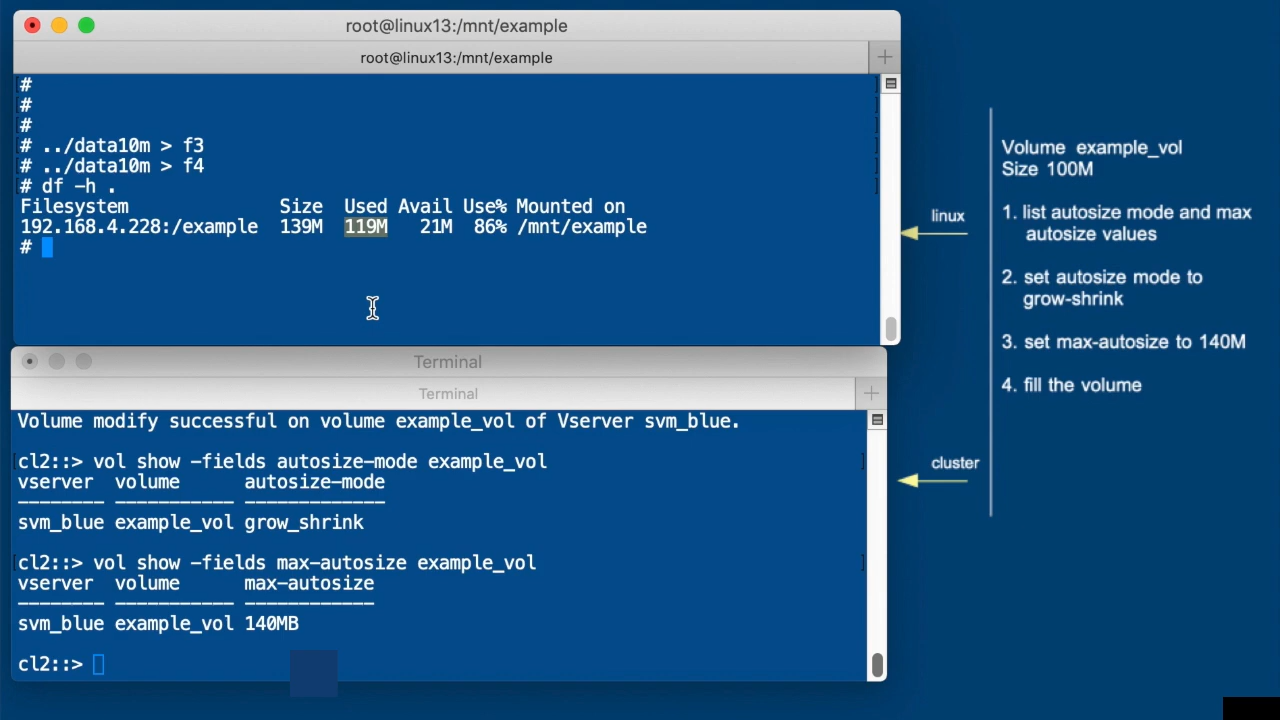 root@linux13:/mnt/example
root@linux13:/mnt/example
#
#
#
# ../data10m > f3
# ../data10m > f4
# df -h .
Filesystem Size Used Avail Use% Mounted on
192.168.4.228:/example 139M 119M 21M 86% /mnt/example
#
Terminal
Terminal
Volume modify successful on volume example_vol of Vserver svm_blue.
cl2::> vol show -fields autosize-mode example_vol
vserver volume autosize-mode
-------- ----------- -------------
svm_blue example_vol grow_shrink
cl2::> vol show -fields max-autosize example_vol
vserver volume max-autosize
-------- ----------- ------------
svm_blue example_vol 140MB
cl2::>
linux
cluster
Volume example_vol
Size 100M
1. list autosize mode and max
autosize values
2. set autosize mode to
grow-shrink
3. set max-autosize to 140M
4. fill the volume